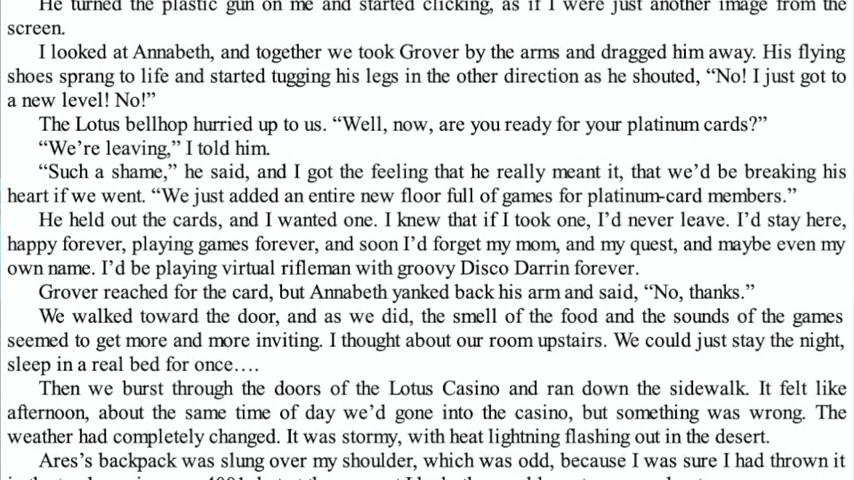 He turned the plastic gun on me and started clicking, as if I were just another image from the
screen.
I looked at Annabeth, and together we took Grover by the arms and dragged him away. His flying
shoes sprang to life and started tugging his legs in the other direction as he shouted, “No! I just got to
a new level! No!”
The Lotus bellhop hurried up to us. “Well, now, are you ready for your platinum cards?”
“We’re leaving,” I told him.
“Such a shame,” he said, and I got the feeling that he really meant it, that we’d be breaking his
heart if we went. “We just added an entire new floor full of games for platinum-card members.”
He held out the cards, and I wanted one. I knew that if I took one, I’d never leave. I’d stay here,
happy forever, playing games forever, and soon I’d forget my mom, and my quest, and maybe even my
own name. I’d be playing virtual rifleman with groovy Disco Darrin forever.
Grover reached for the card, but Annabeth yanked back his arm and said, “No, thanks.”
We walked toward the door, and as we did, the smell of the food and the sounds of the games
seemed to get more and more inviting. I thought about our room upstairs. We could just stay the night,
sleep in a real bed for once….
Then we burst through the doors of the Lotus Casino and ran down the sidewalk. It felt like
afternoon, about the same time of day we’d gone into the casino, but something was wrong. The
weather had completely changed. It was stormy, with heat lightning flashing out in the desert.
Ares’s backpack was slung over my shoulder, which was odd, because I was sure I had thrown it